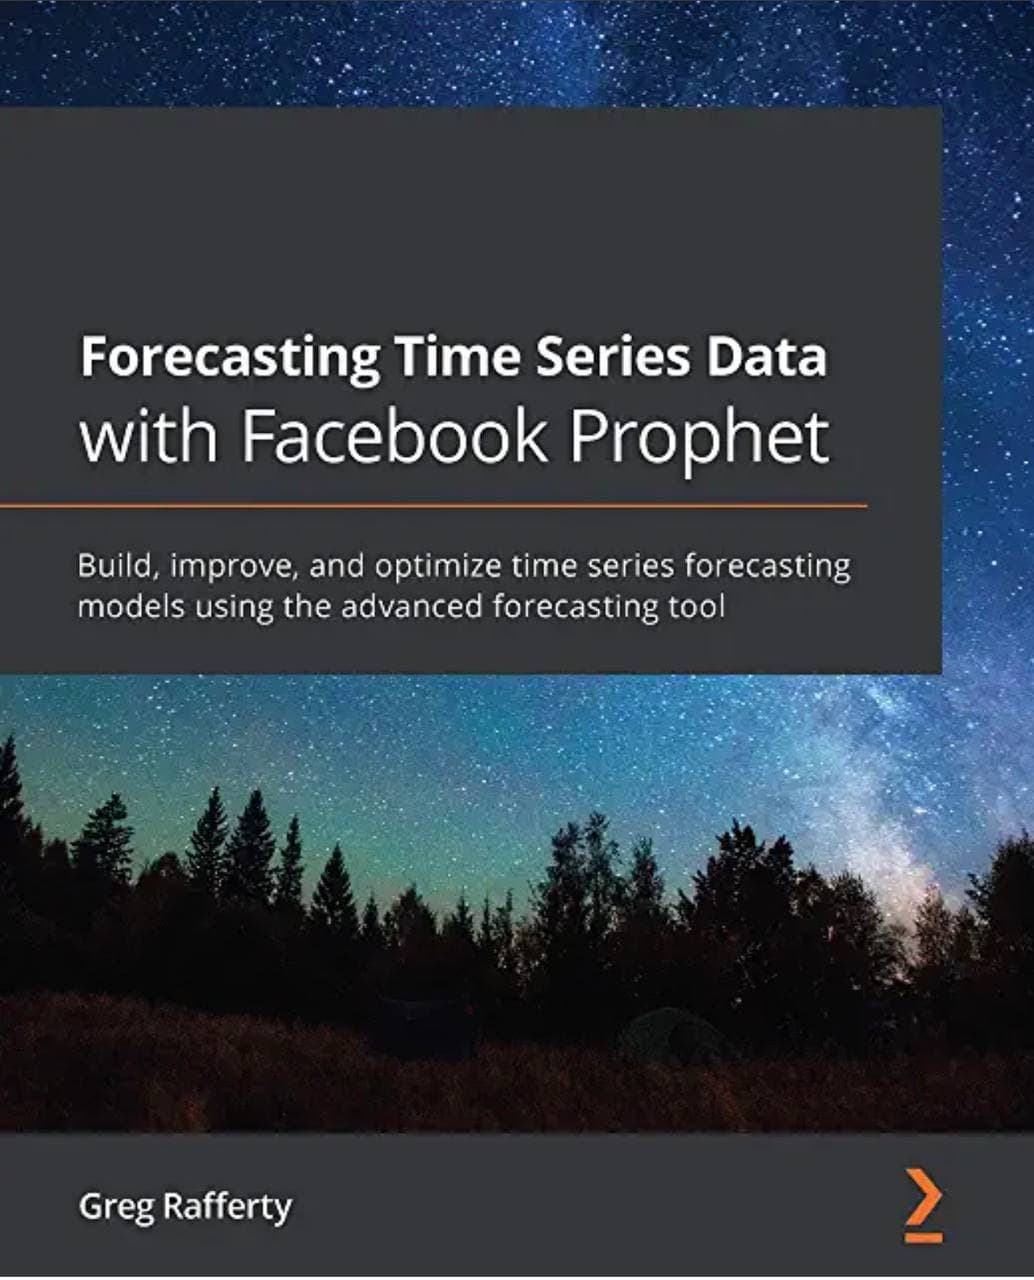 Forecasting Time Series Data
with Facebook Prophet
Build, improve, and optimize time series forecasting
models using the advanced forecasting tool
Greg Rafferty